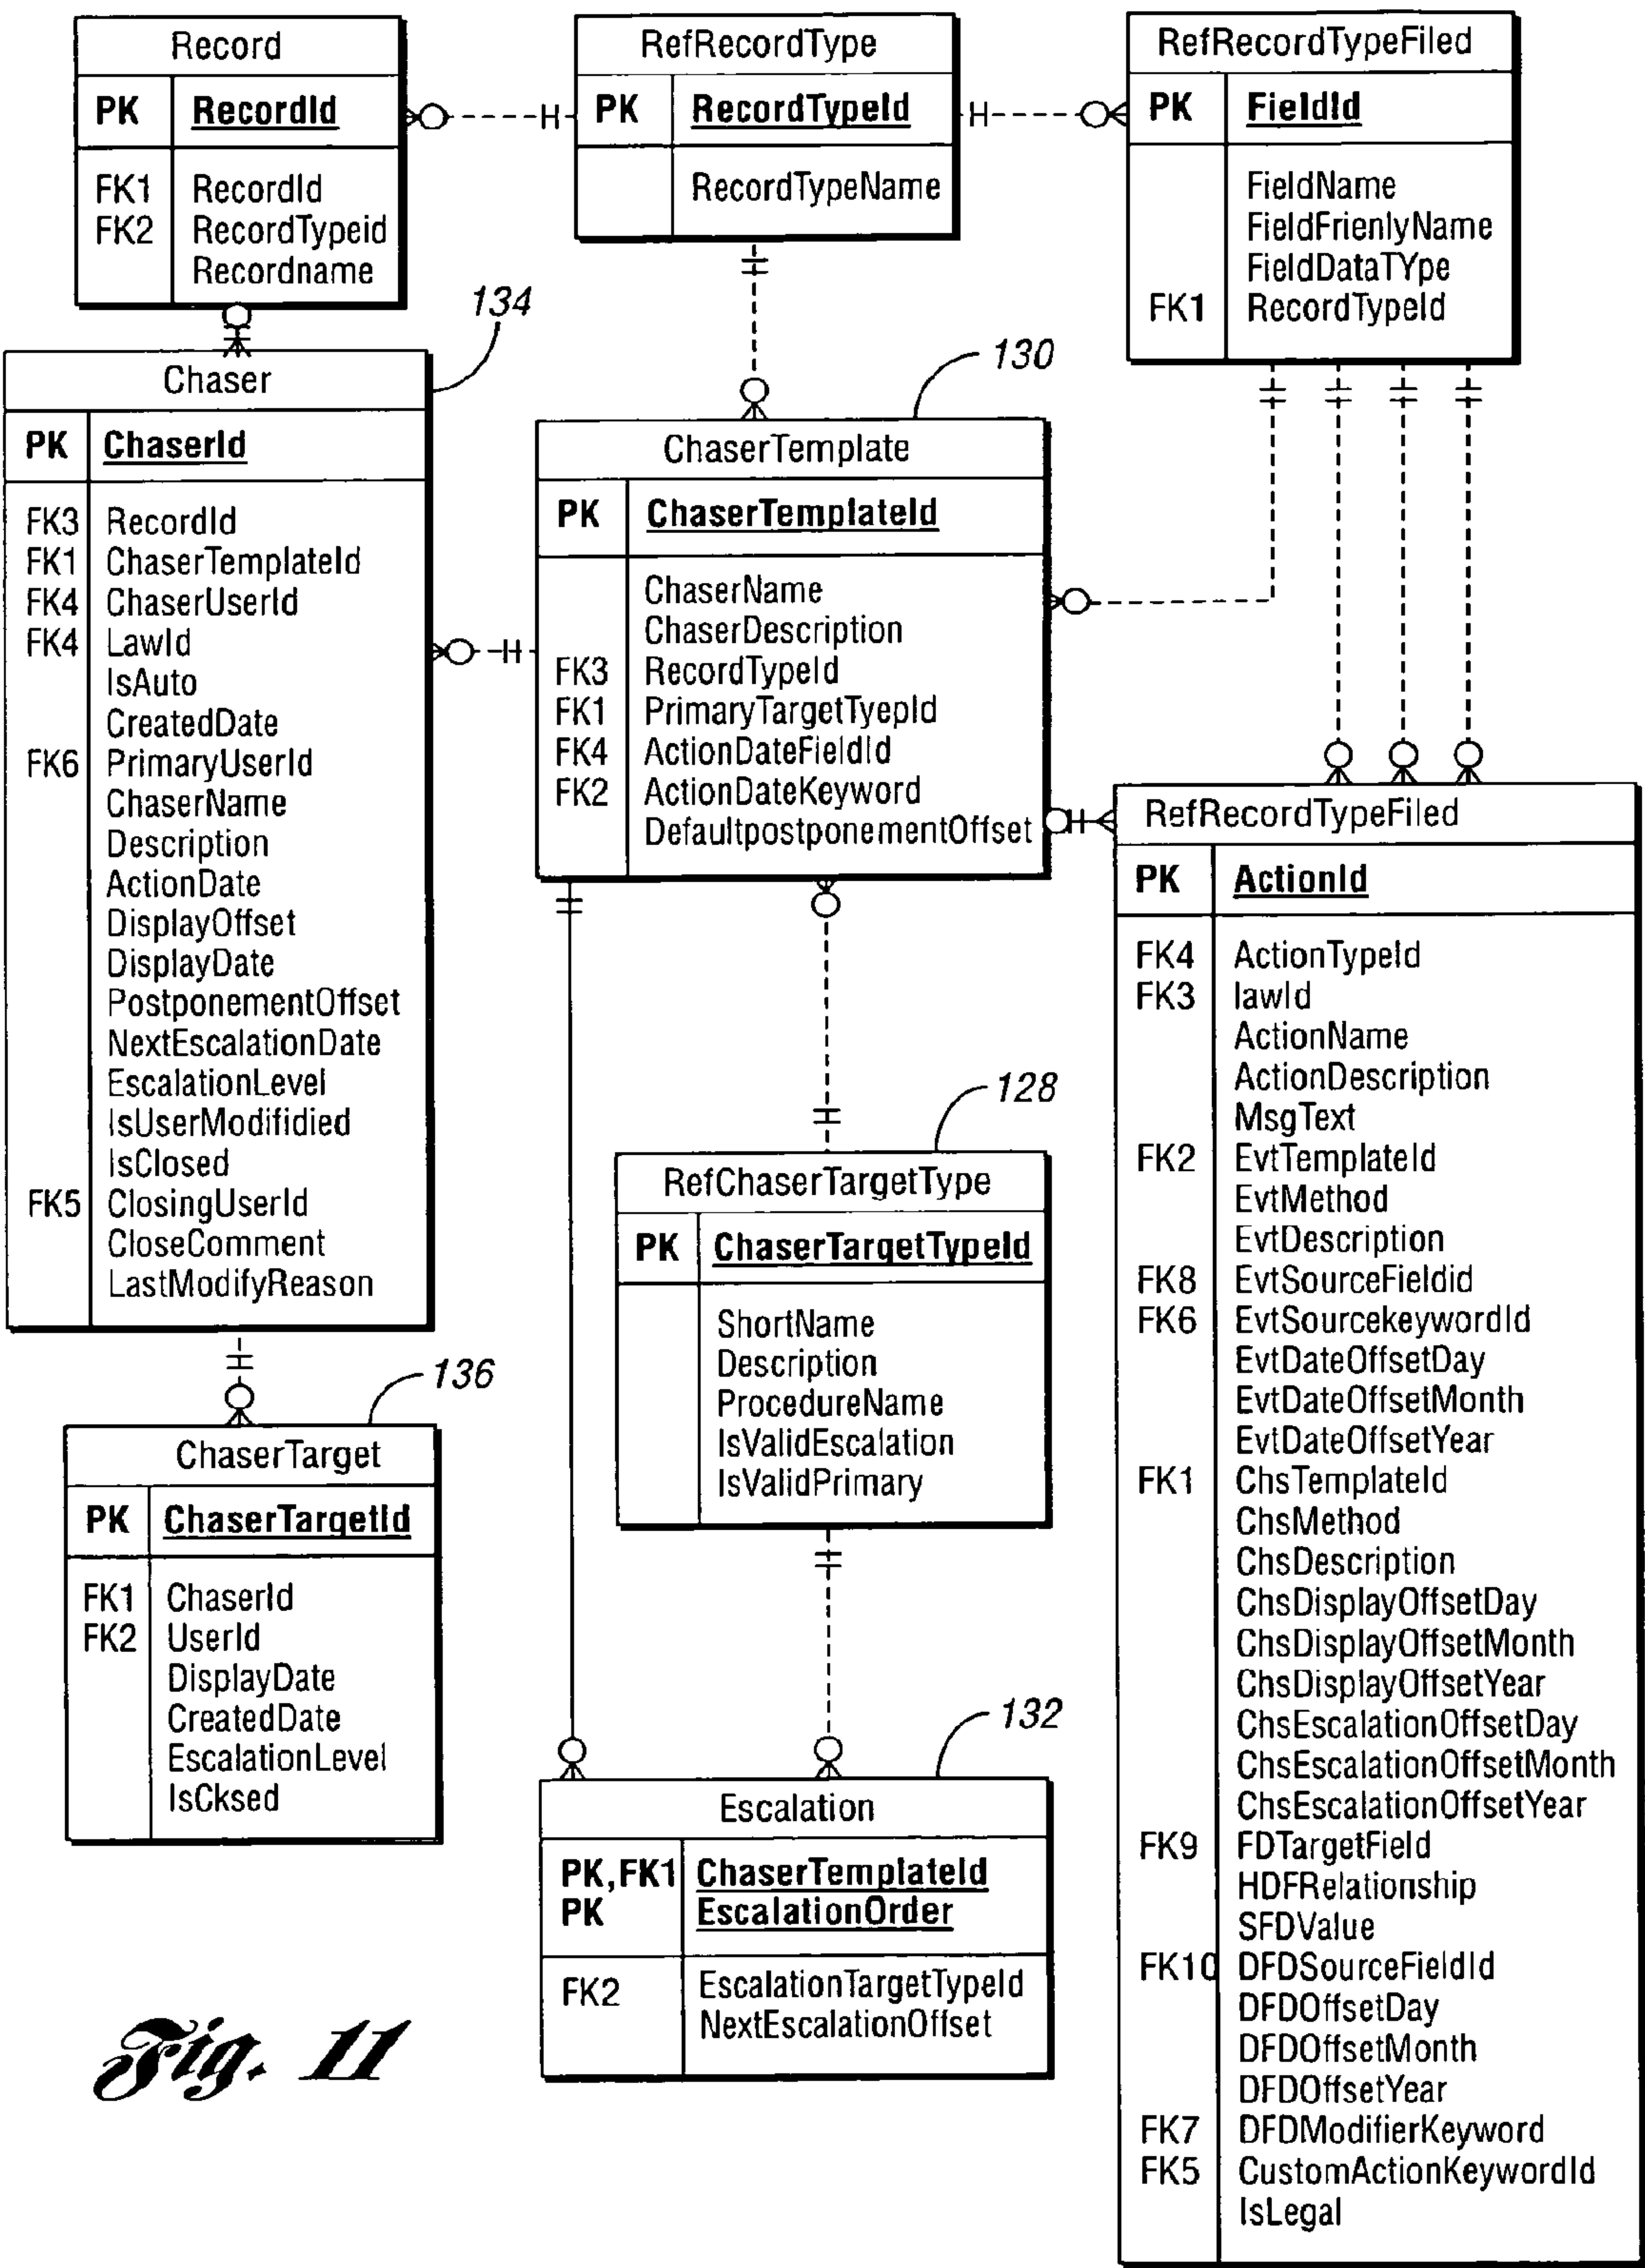 Record
PK RecordId
FK1 RecordId
FK2 RecordTypeid
Recordname
RefRecordType
PK RecordTypeId
RecordTypeName
RefRecordTypeFiled
PK FieldId
FieldName
FieldFrienlyName
FieldDataTYpe
FK1 RecordTypeId
134
Chaser
PK ChaserId
FK3 RecordId
FK1 ChaserTemplateId
FK4 ChaserUserId
FK4 LawId
IsAuto
CreatedDate
FK6 PrimaryUserId
ChaserName
Description
ActionDate
DisplayOffset
DisplayDate
PostponementOffset
NextEscalationDate
EscalationLevel
IsUserModifidied
IsClosed
FK5 ClosingUserId
CloseComment
LastModifyReason
130
ChaserTemplate
PK ChaserTemplateId
ChaserName
ChaserDescription
FK3 RecordTypeId
FK1 PrimaryTargetTyepId
FK4 ActionDateFieldId
FK2 ActionDateKeyword
DefaultpostponementOffset
RefRecordTypeFiled
PK ActionId
FK4 ActionTypeId
FK3 lawId
ActionName
ActionDescription
MsgText
FK2 EvtTemplateId
EvtMethod
EvtDescription
FK8 EvtSourceFieldid
FK6 EvtSourcekeywordId
EvtDateOffsetDay
EvtDateOffsetMonth
EvtDateOffsetYear
FK1 ChsTemplateId
ChsMethod
ChsDescription
ChsDisplayOffsetDay
ChsDisplayOffsetMonth
ChsDisplayOffsetYear
ChsEscalationOffsetDay
ChsEscalationOffsetMonth
ChsEscalationOffsetYear
FK9 FDTargetField
HDFRelationship
SFDValue
FK10 DFDSourceFieldId
DFDOffsetDay
DFDOffsetMonth
DFDOffsetYear
FK7 DFDModifierKeyword
FK5 CustomActionKeywordId
IsLegal
128
RefChaserTargetType
PK ChaserTargetTypeId
ShortName
Description
ProcedureName
IsValidEscalation
IsValidPrimary
136
ChaserTarget
PK ChaserTargetId
FK1 ChaserId
FK2 UserId
DisplayDate
CreatedDate
EscalationLevel
IsCksed
132
Escalation
PK,FK1 ChaserTemplateId
PK EscalationOrder
FK2 EscalationTargetTypeId
NextEscalationOffset
Fig. 11